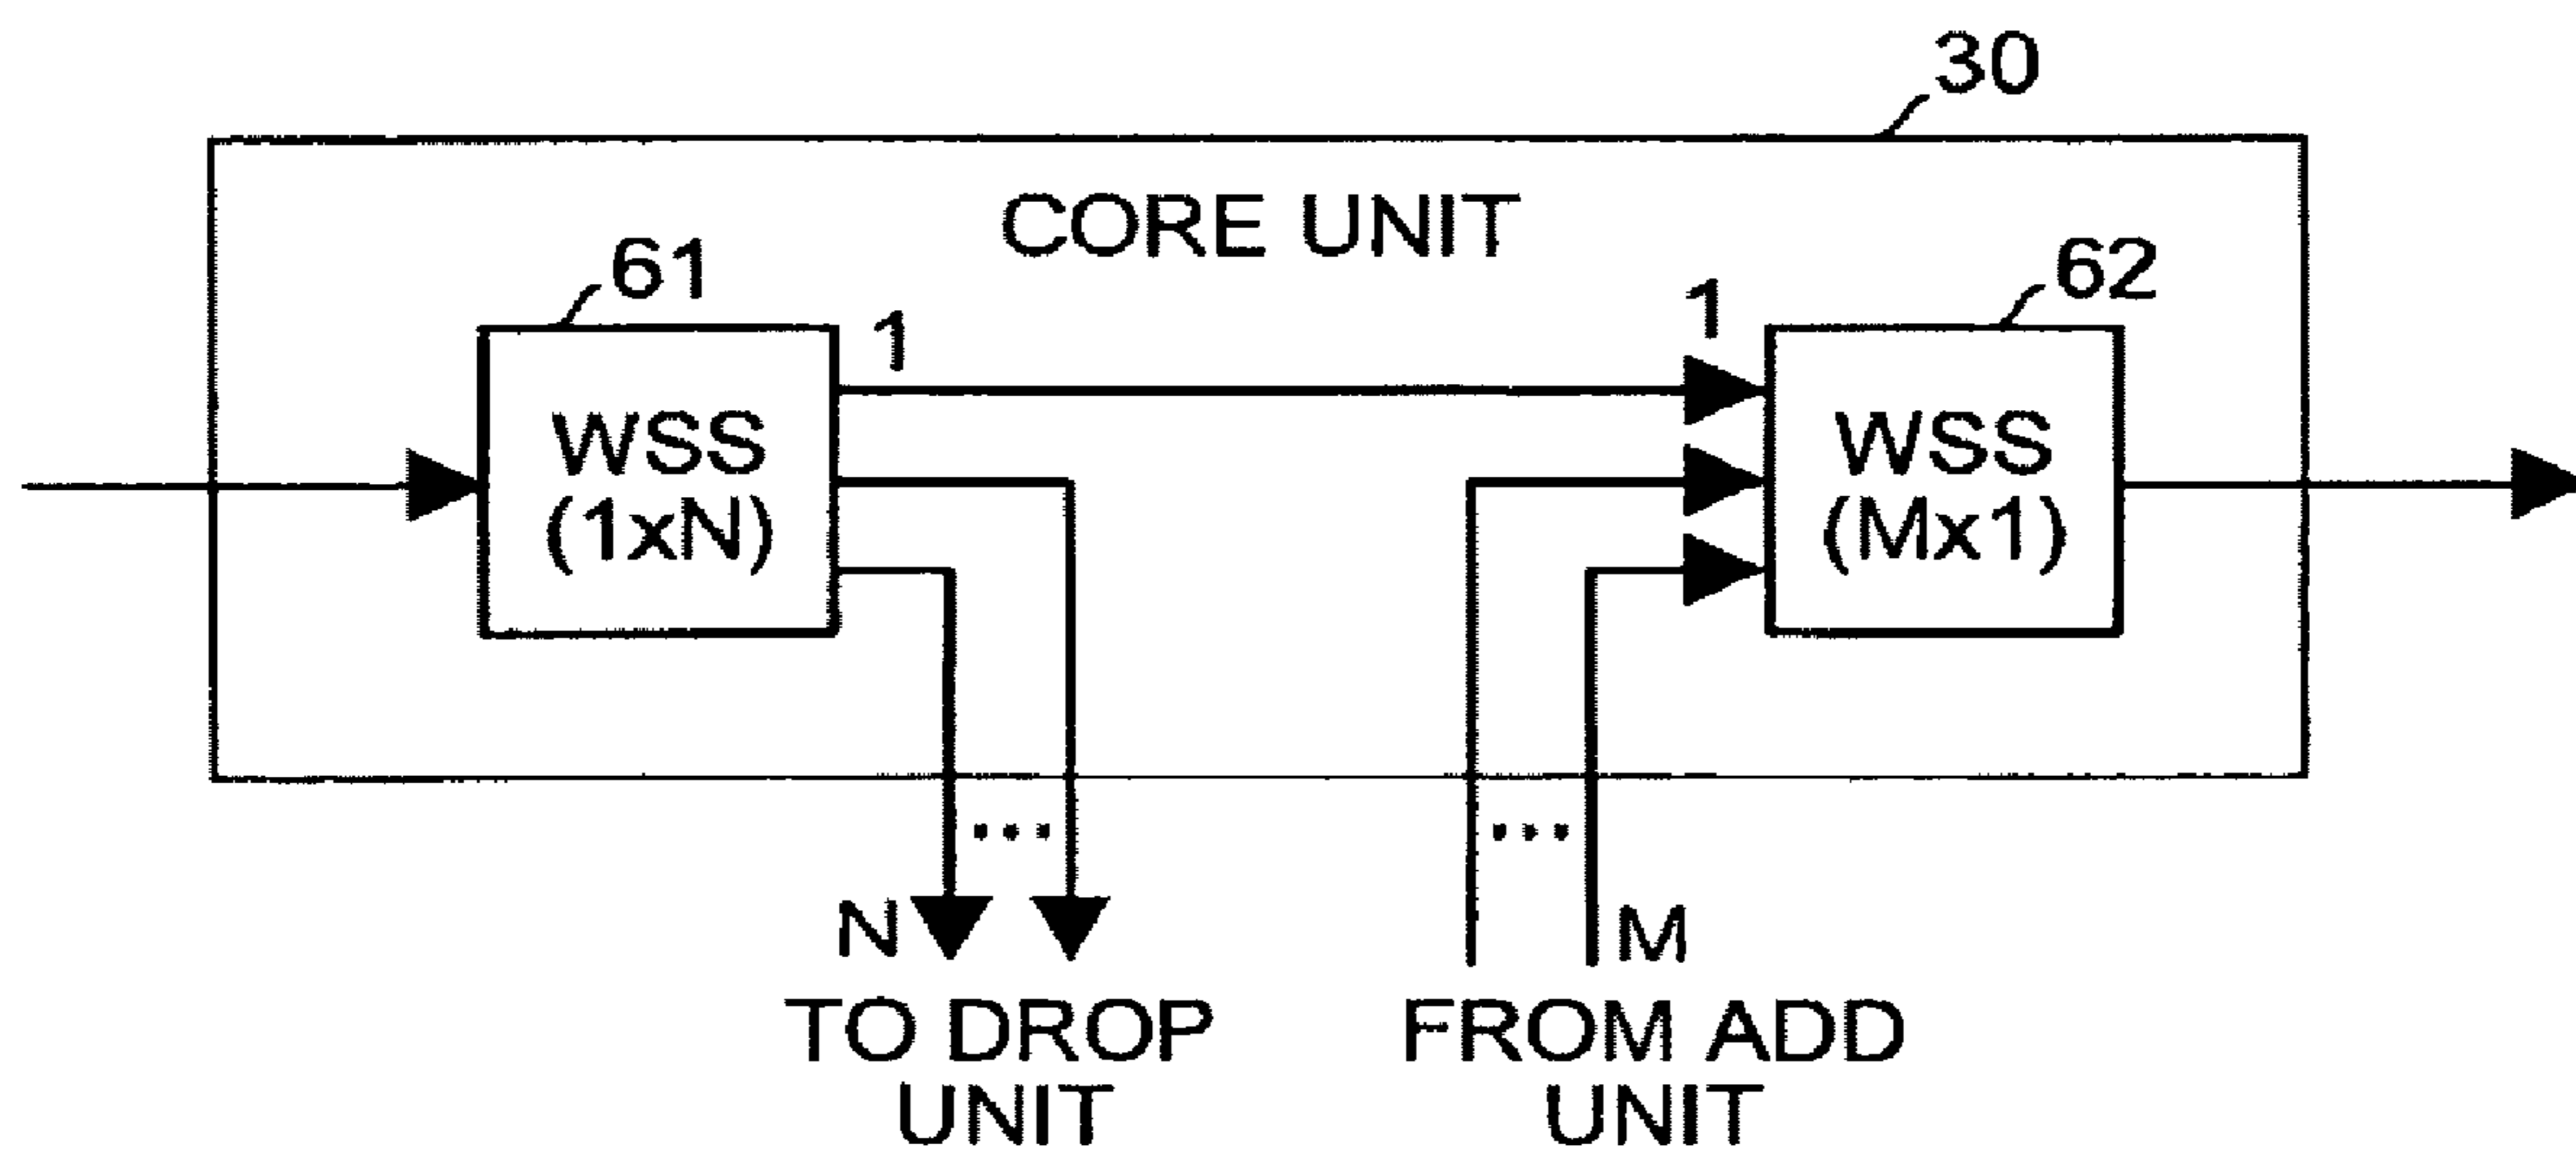 30
CORE UNIT
61
62
1
1
WSS
(1xN)
WSS
(Mx1)
...
...
N
M
TO DROP
UNIT
FROM ADD
UNIT